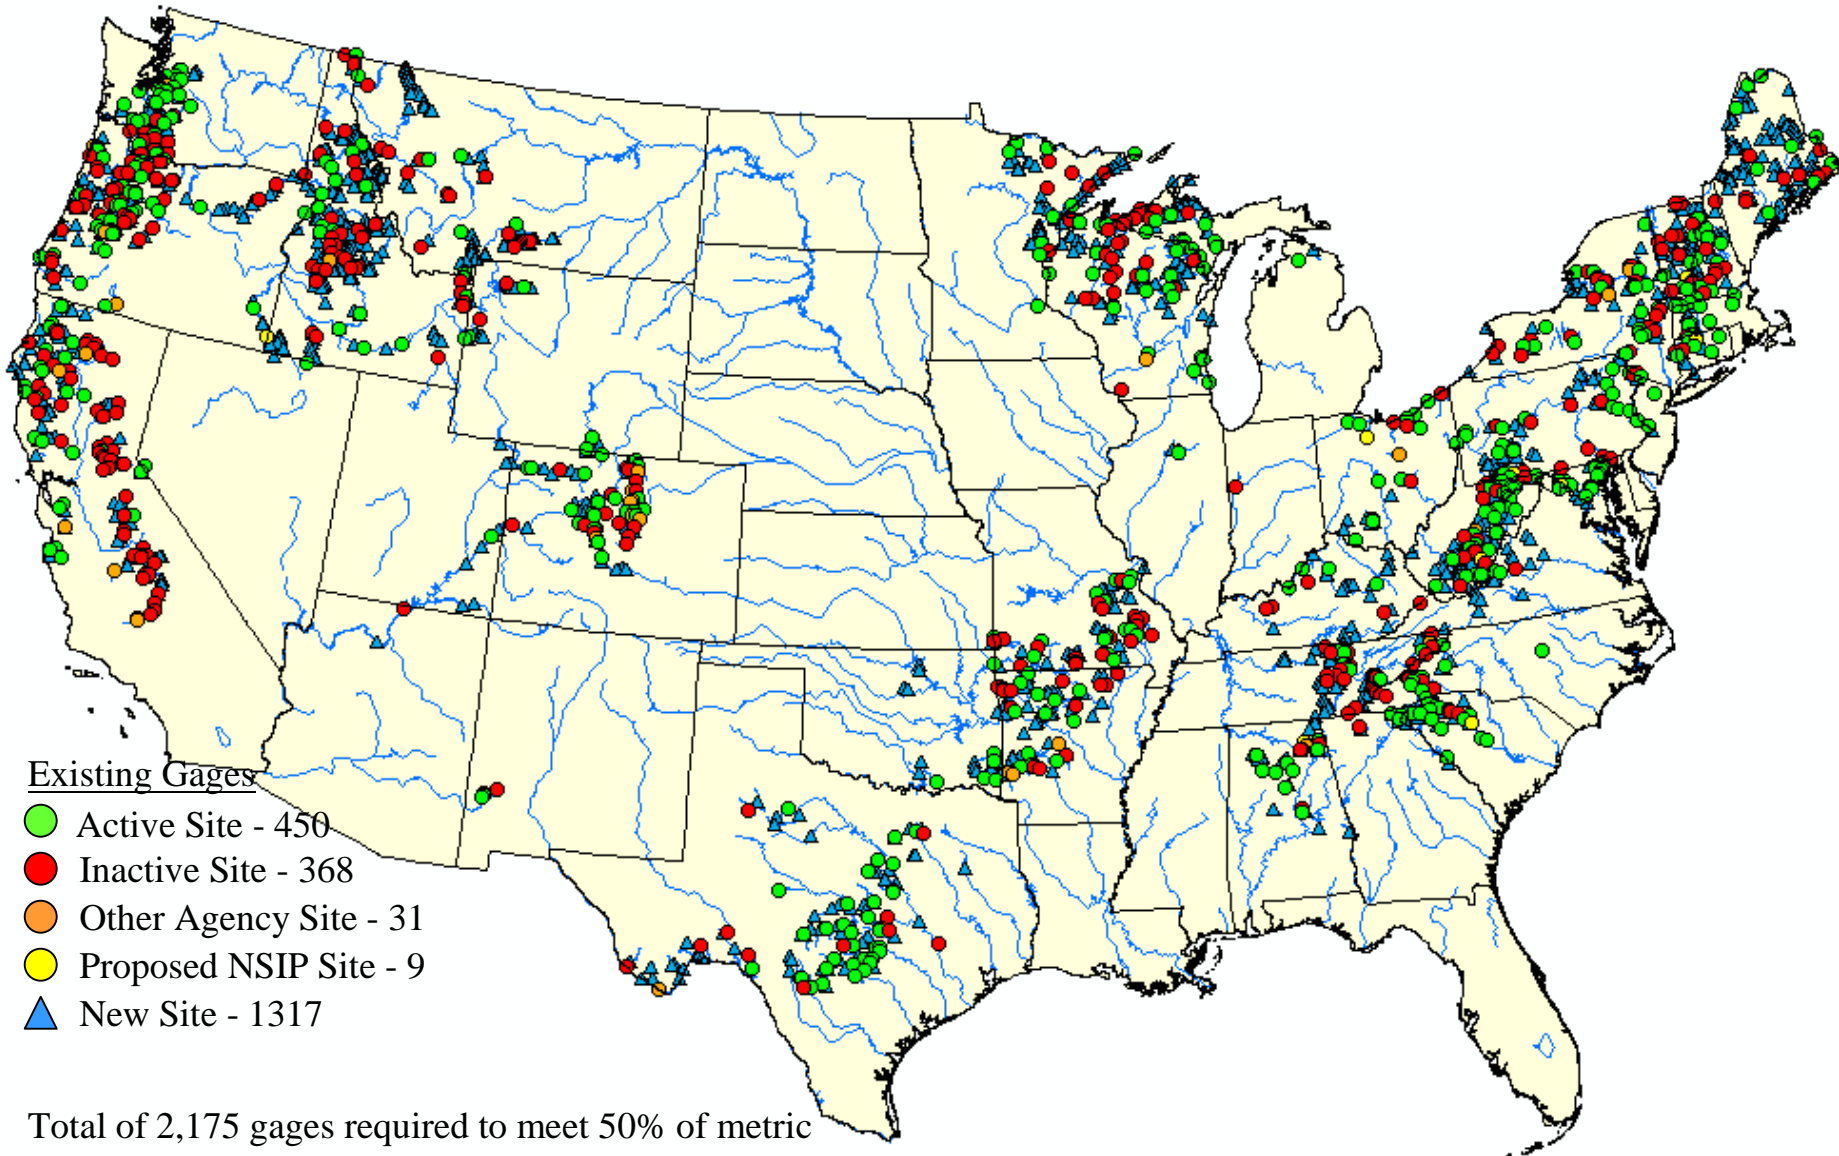 Existing Gages
Active Site - 450
Inactive Site - 368
Other Agency Site - 31
Proposed NSIP Site - 9
New Site - 1317
Total of 2,175 gages required to meet 50% of metric